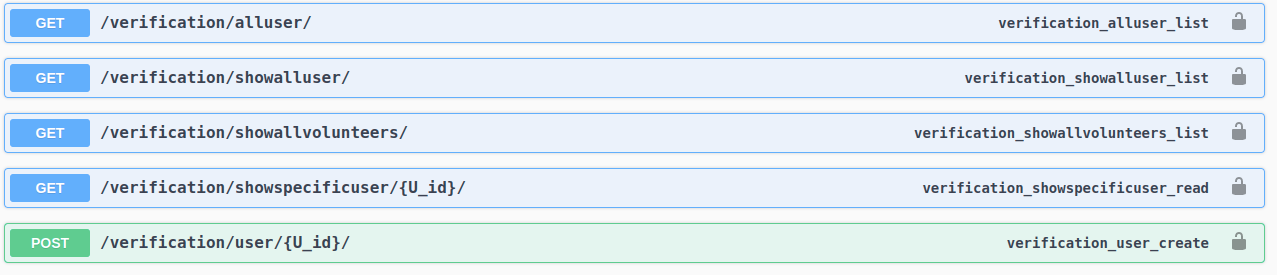 GET /verification/alluser/ verification_alluser_list
GET /verification/showalluser/ verification_showalluser_list
GET /verification/showallvolunteers/ verification_showallvolunteers_list
GET /verification/showspecificuser/{U_id}/ verification_showspecificuser_read
POST /verification/user/{U_id}/ verification_user_create